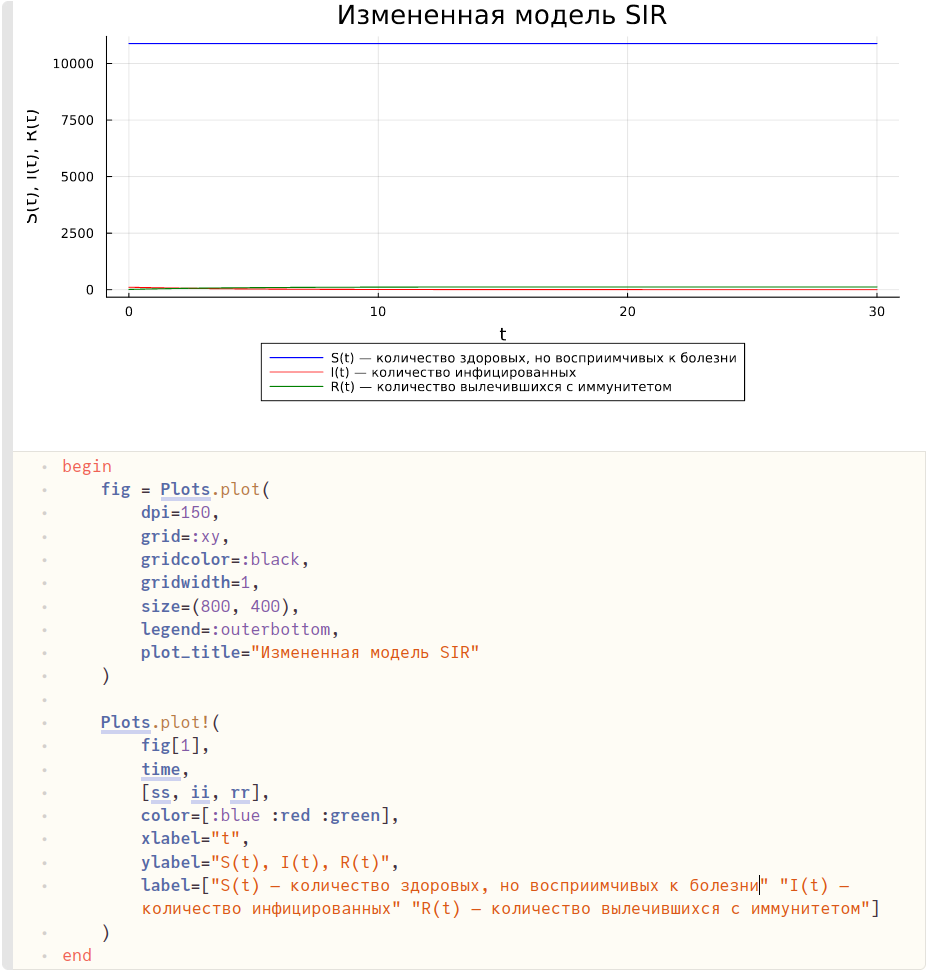 Измененная модель SIR
S(t), I(t), R(t)
10000
7500
5000
2500
0
0 10 20 30
t
S(t) — количество здоровых, но восприимчивых к болезни
I(t) — количество инфицированных
R(t) — количество вылечившихся с иммунитетом
begin
fig = Plots.plot(
dpi=150,
grid=:xy,
gridcolor=:black,
gridwidth=1,
size=(800, 400),
legend=:outerbottom,
plot_title="Измененная модель SIR"
)
Plots.plot!(
fig[1],
time,
[ss, ii, rr],
color=[:blue :red :green],
xlabel="t",
ylabel="S(t), I(t), R(t)",
label=["S(t) — количество здоровых, но восприимчивых к болезни" "I(t) —
количество инфицированных" "R(t) — количество вылечившихся с иммунитетом"]
)
end